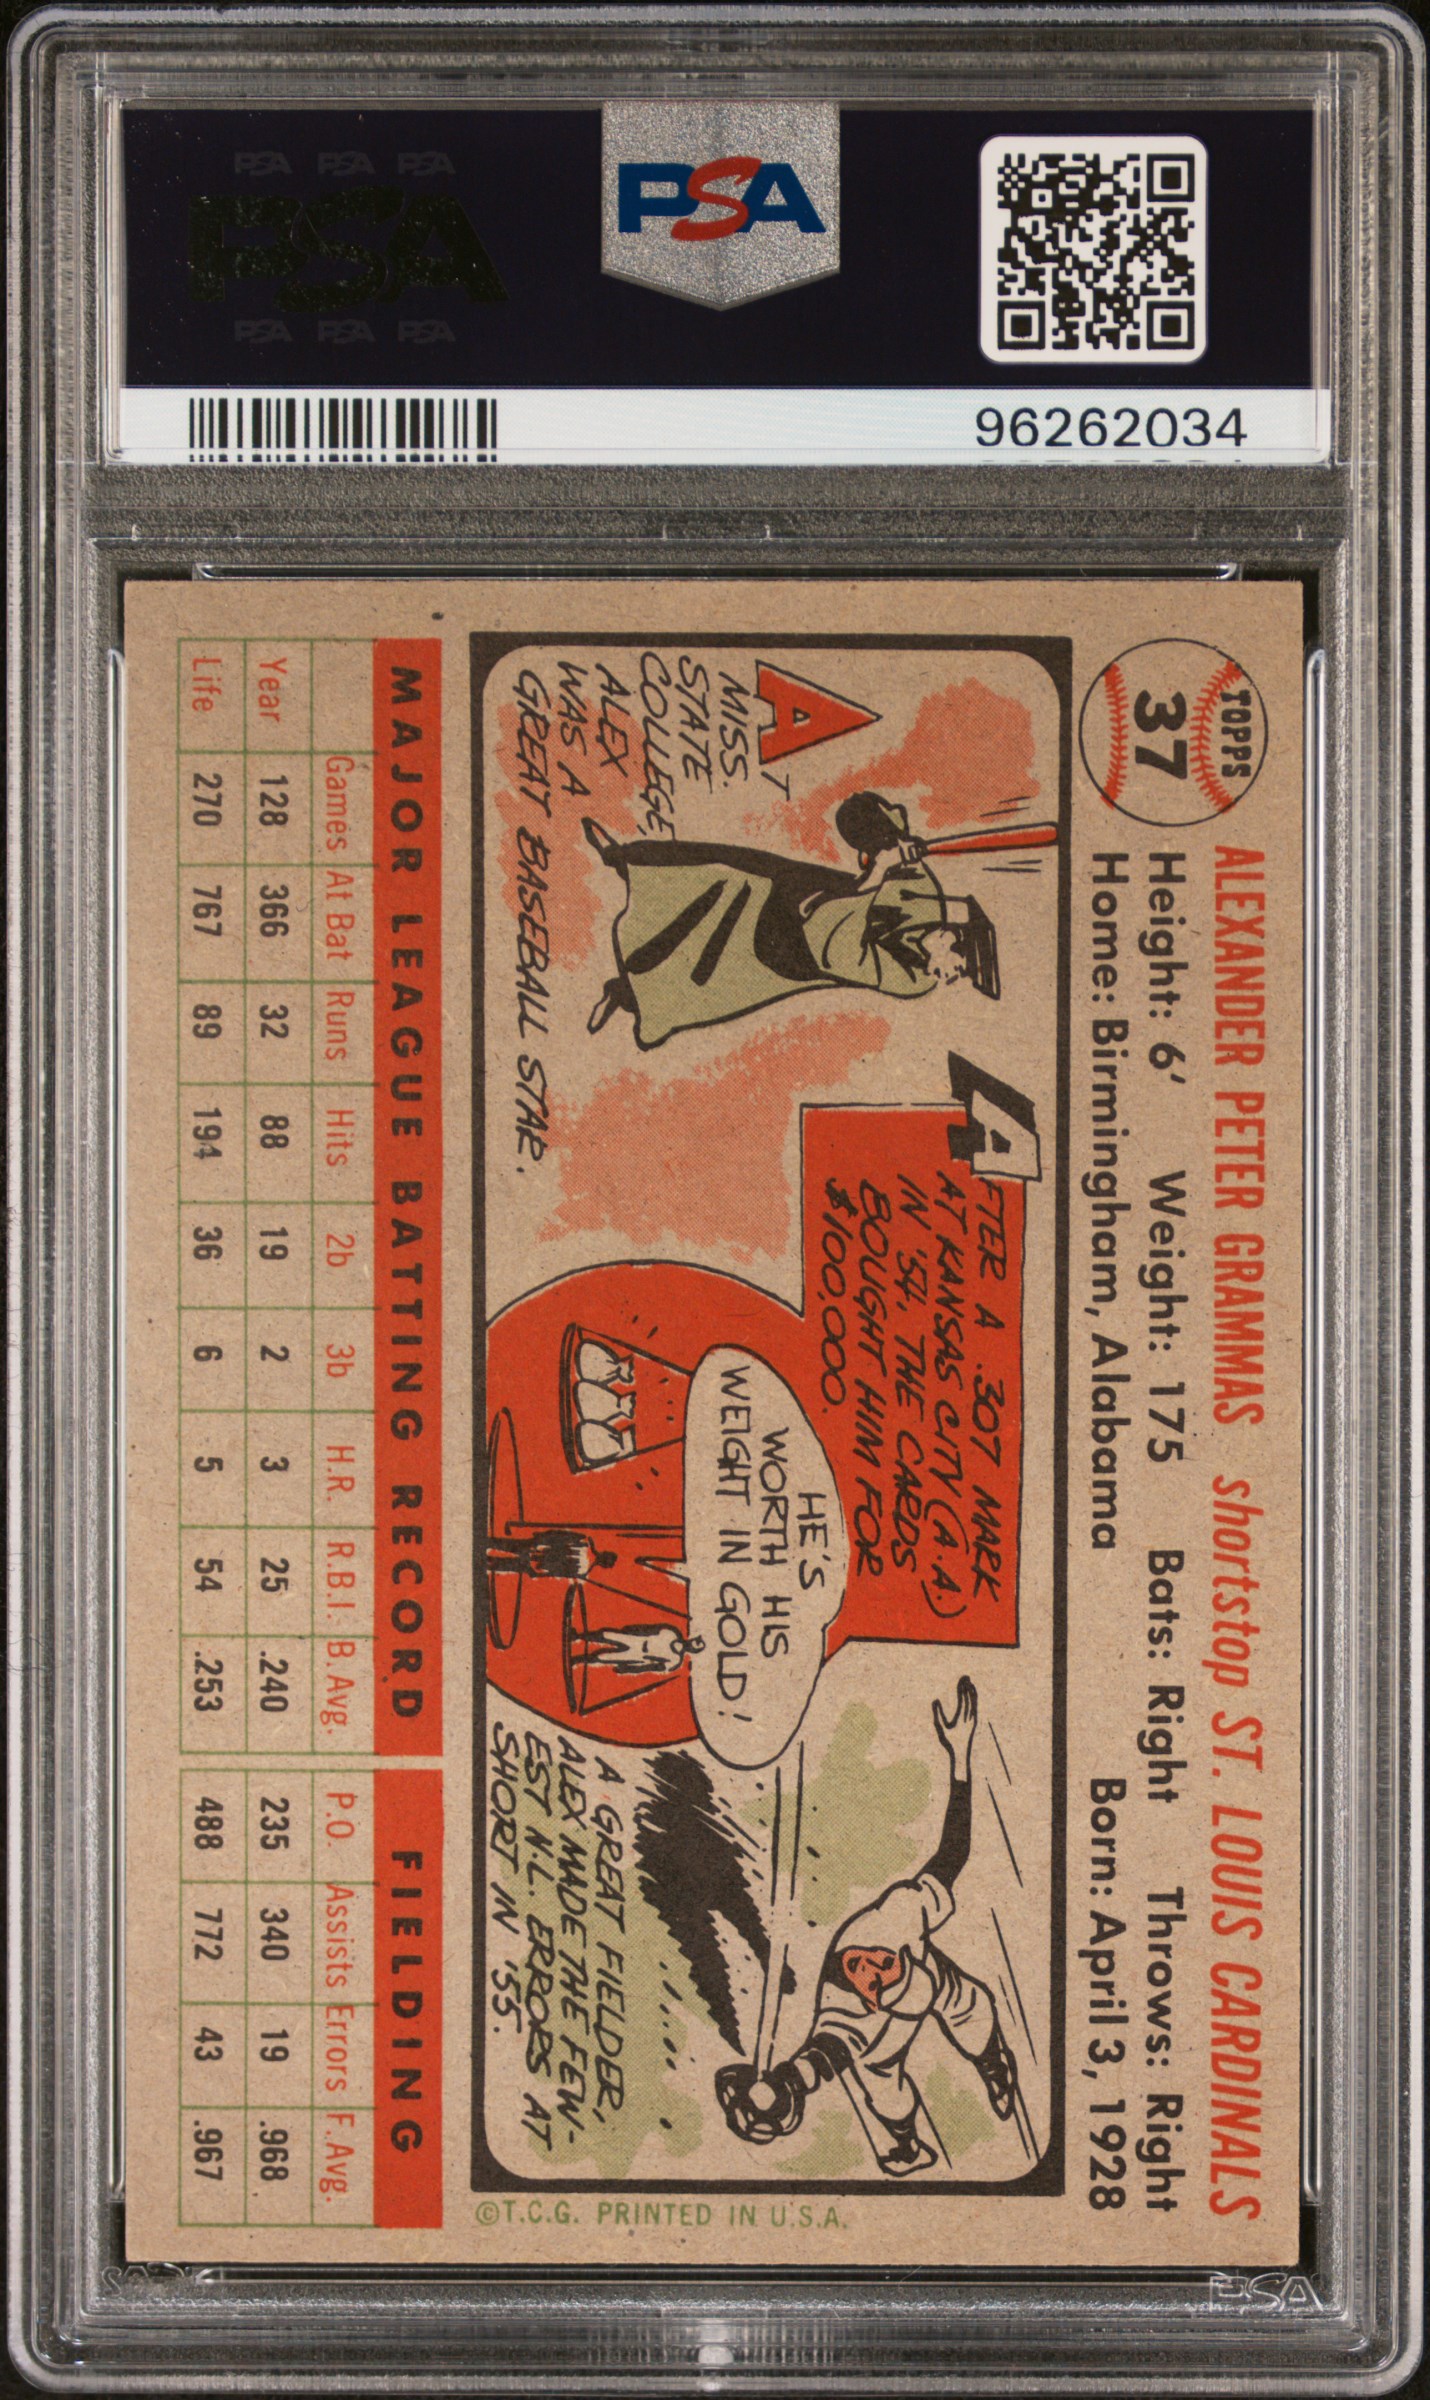 PSA PSA PSA
PSA
PSA PSA PSA
PSA
96262034
TOPPS
37
ALEXANDER PETER GRAMMAS shortstop ST. LOUIS CARDINALS
Height: 6' Weight: 175 Bats: Right Throws: Right
Home: Birmingham, Alabama Born: April 3, 1928
AT
MISS.
STATE
COLLEGE,
ALEX
WAS A
GREAT BASEBALL STAR.
AFTER A .307 MARK
AT KANSAS CITY (A.A.)
IN '54, THE CARDS
BOUGHT HIM FOR
$100,000.
HE'S
WORTH HIS
WEIGHT IN GOLD!
A GREAT FIELDER,
ALEX MADE THE FEW-
EST N.L. ERRORS AT
SHORT IN '55.
©T.C.G. PRINTED IN U.S.A.
MAJOR LEAGUE BATTING RECORD FIELDING
Games At Bat Runs Hits 2b 3b H.R. R.B.I. B.Avg. P.O. Assists Errors F.Avg.
Year 128 366 32 88 19 2 3 25 .240 235 340 19 .968
Life 270 767 89 194 36 6 5 54 .253 488 772 43 .967
PSA